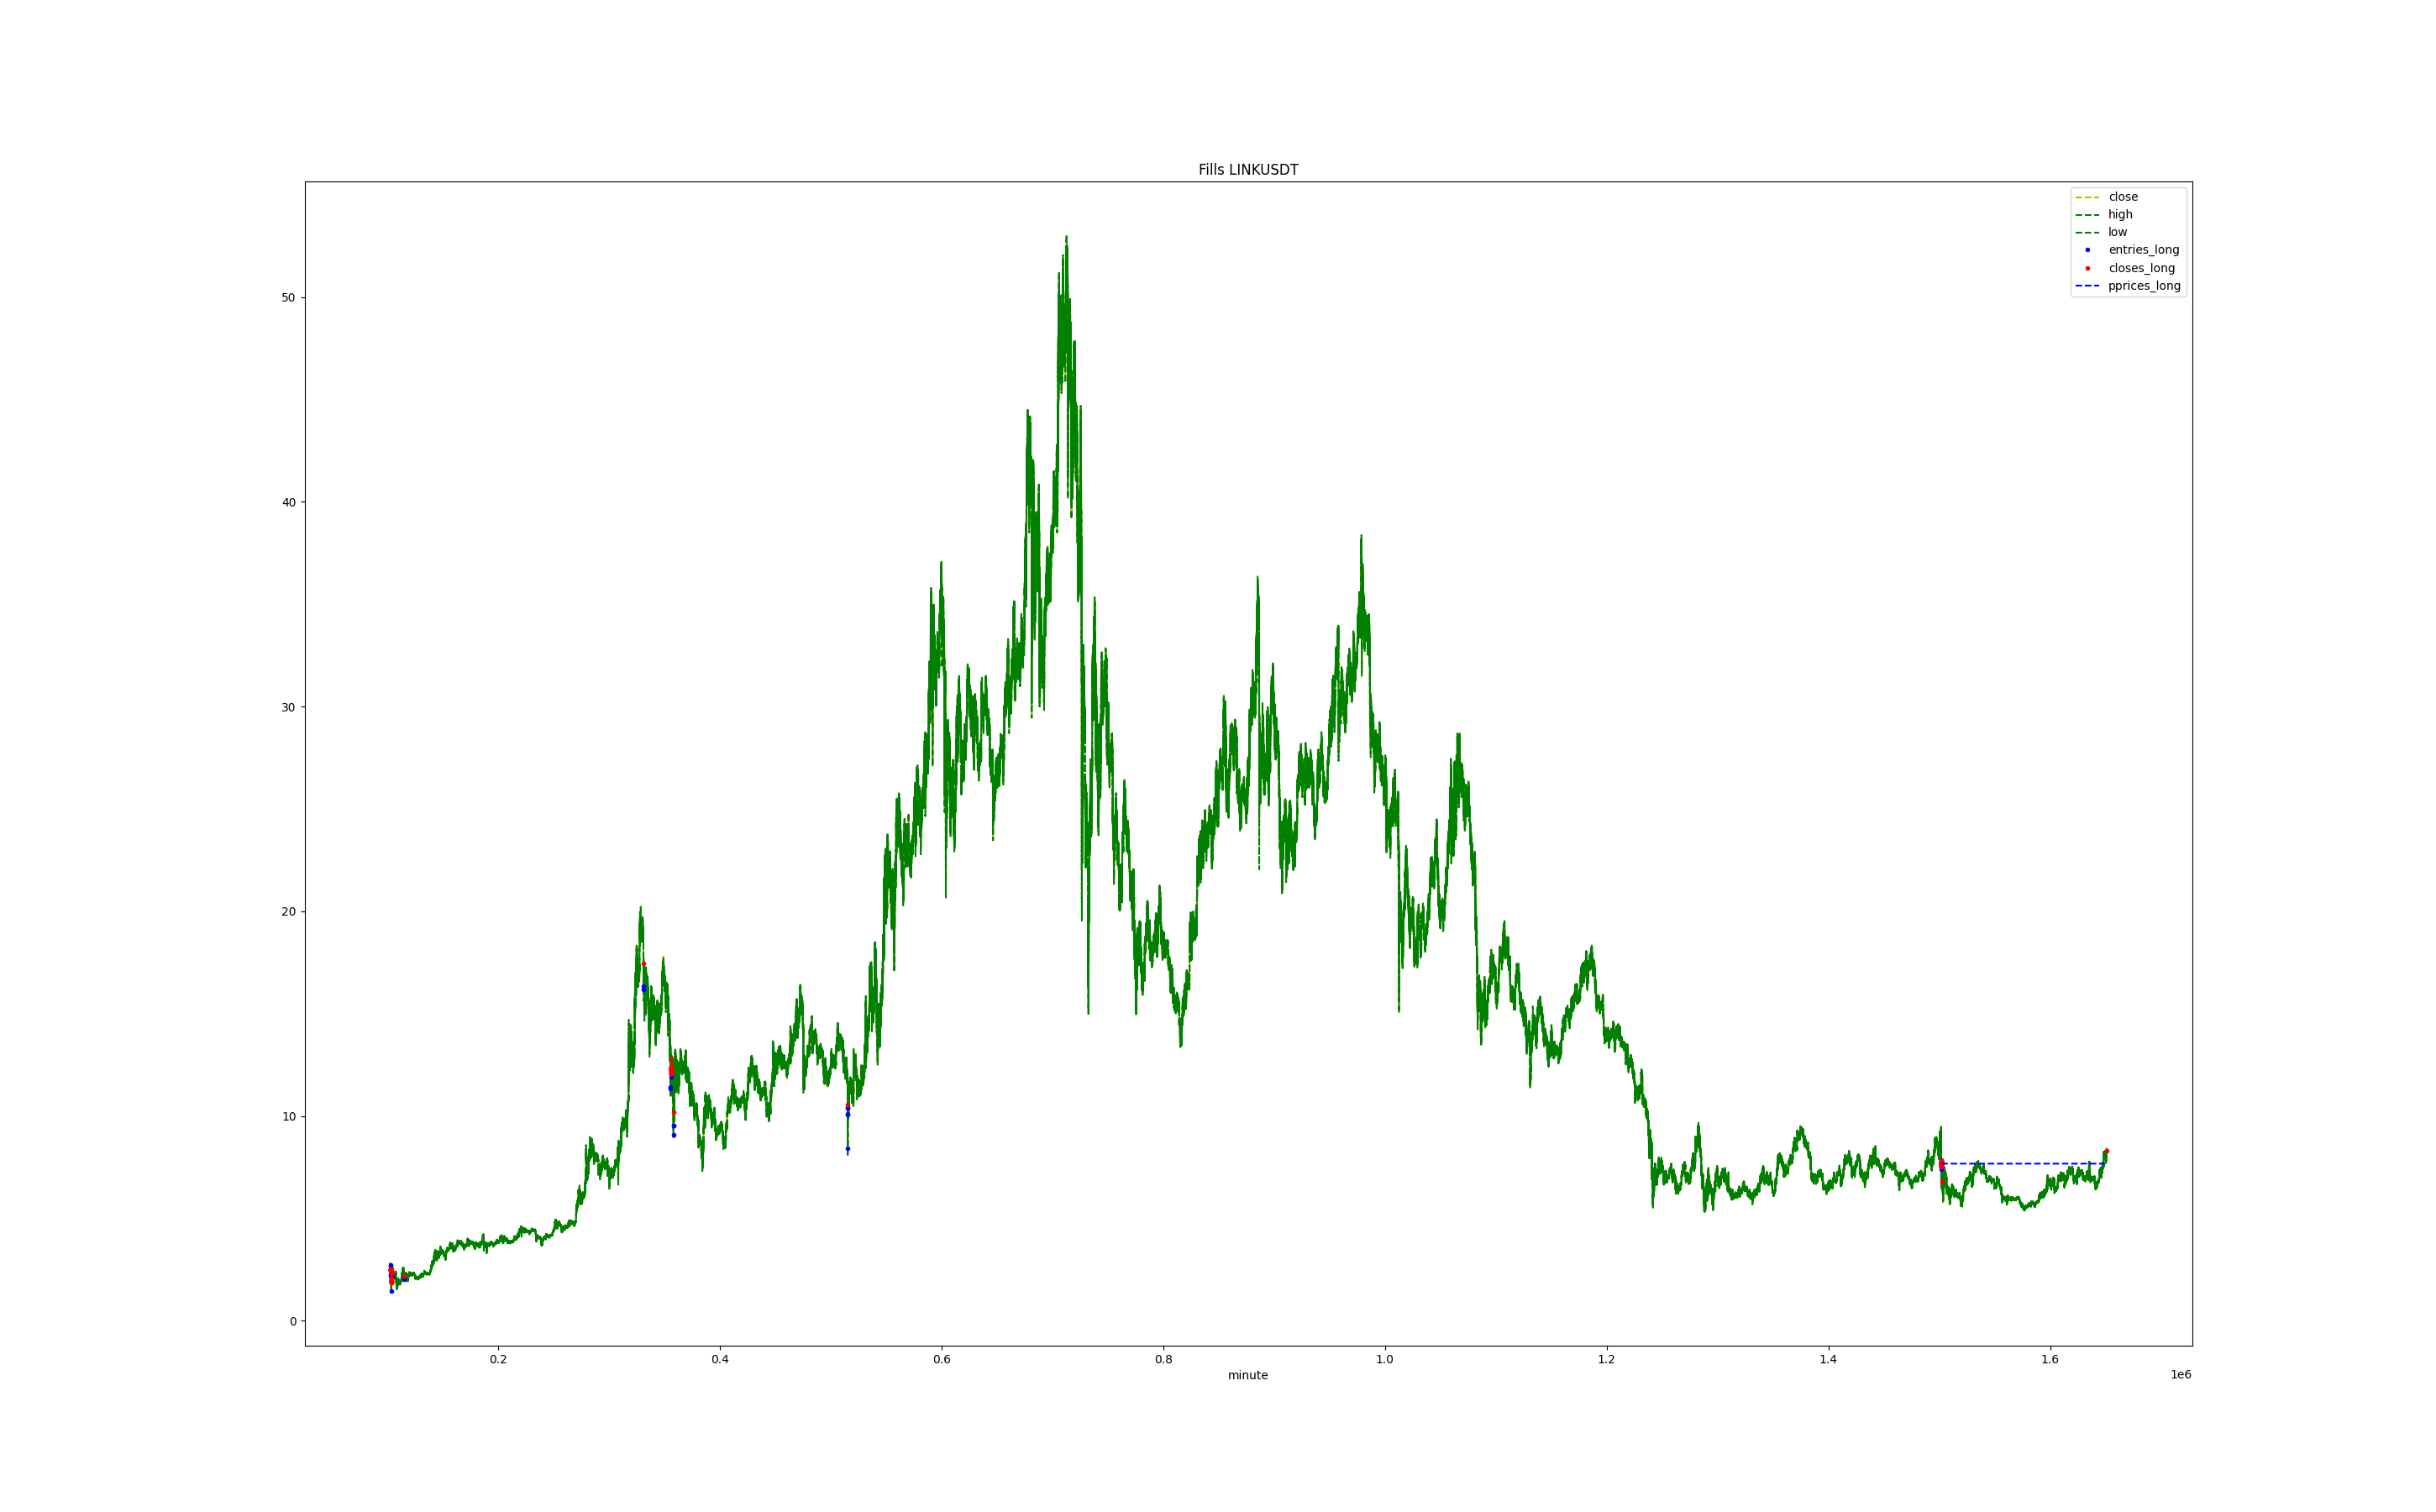 Fills LINKUSDT
close
high
low
entries_long
closes_long
pprices_long
50
40
30
20
10
0
0.2 0.4 0.6 0.8 1.0 1.2 1.4 1.6
minute
1e6